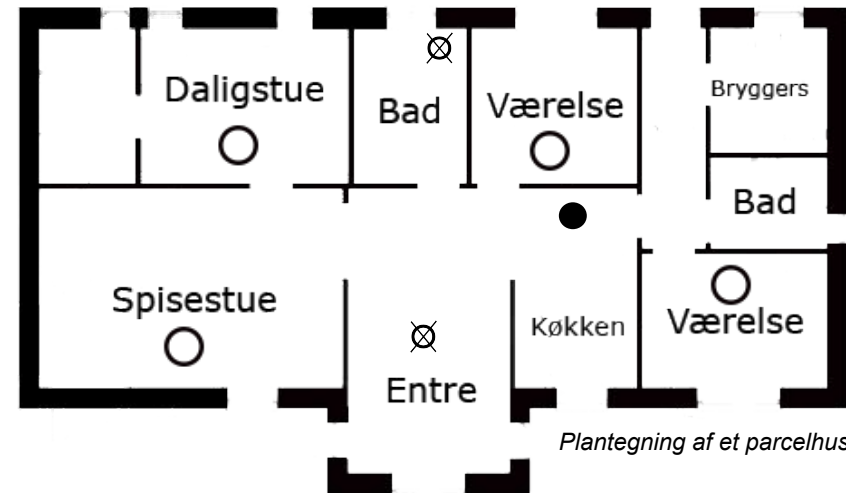 Daligstue
Bad
Værelse
Bryggers
Bad
Spisestue
Køkken
Værelse
Entre
Plantegning af et parcelhus